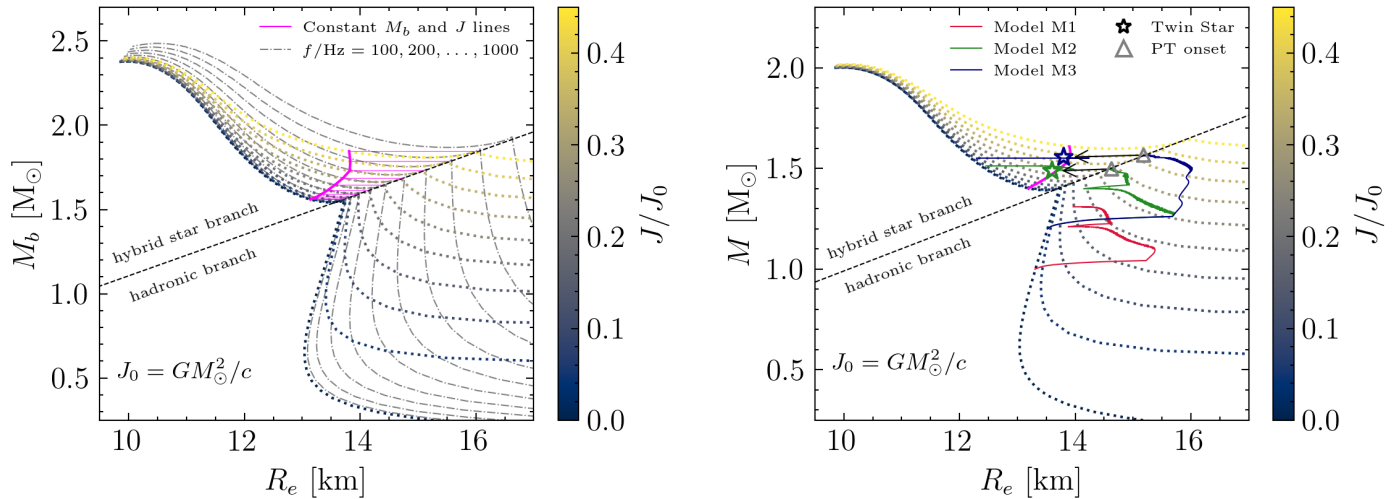 Constant $M_b$ and $J$ lines
$f$/Hz = 100, 200, ..., 1000
2.5
2.0
1.5
1.0
0.5
$M_b$ [M$_\odot$]
hybrid star branch
hadronic branch
$J_0 = GM_\odot^2/c$
10
12
14
16
$R_e$ [km]
0.4
0.3
0.2
0.1
0.0
$J/J_0$
Model M1
Model M2
Model M3
Twin Star
PT onset
2.0
1.5
1.0
0.5
$M$ [M$_\odot$]
hybrid star branch
hadronic branch
$J_0 = GM_\odot^2/c$
10
12
14
16
$R_e$ [km]
0.4
0.3
0.2
0.1
0.0
$J/J_0$